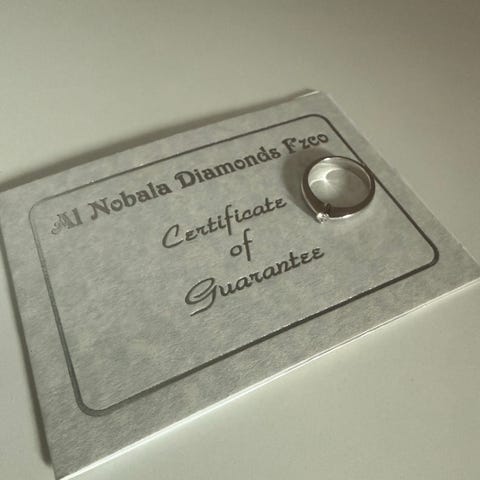 Al Nobala Diamonds Fzco
Certificate
of
Guarantee